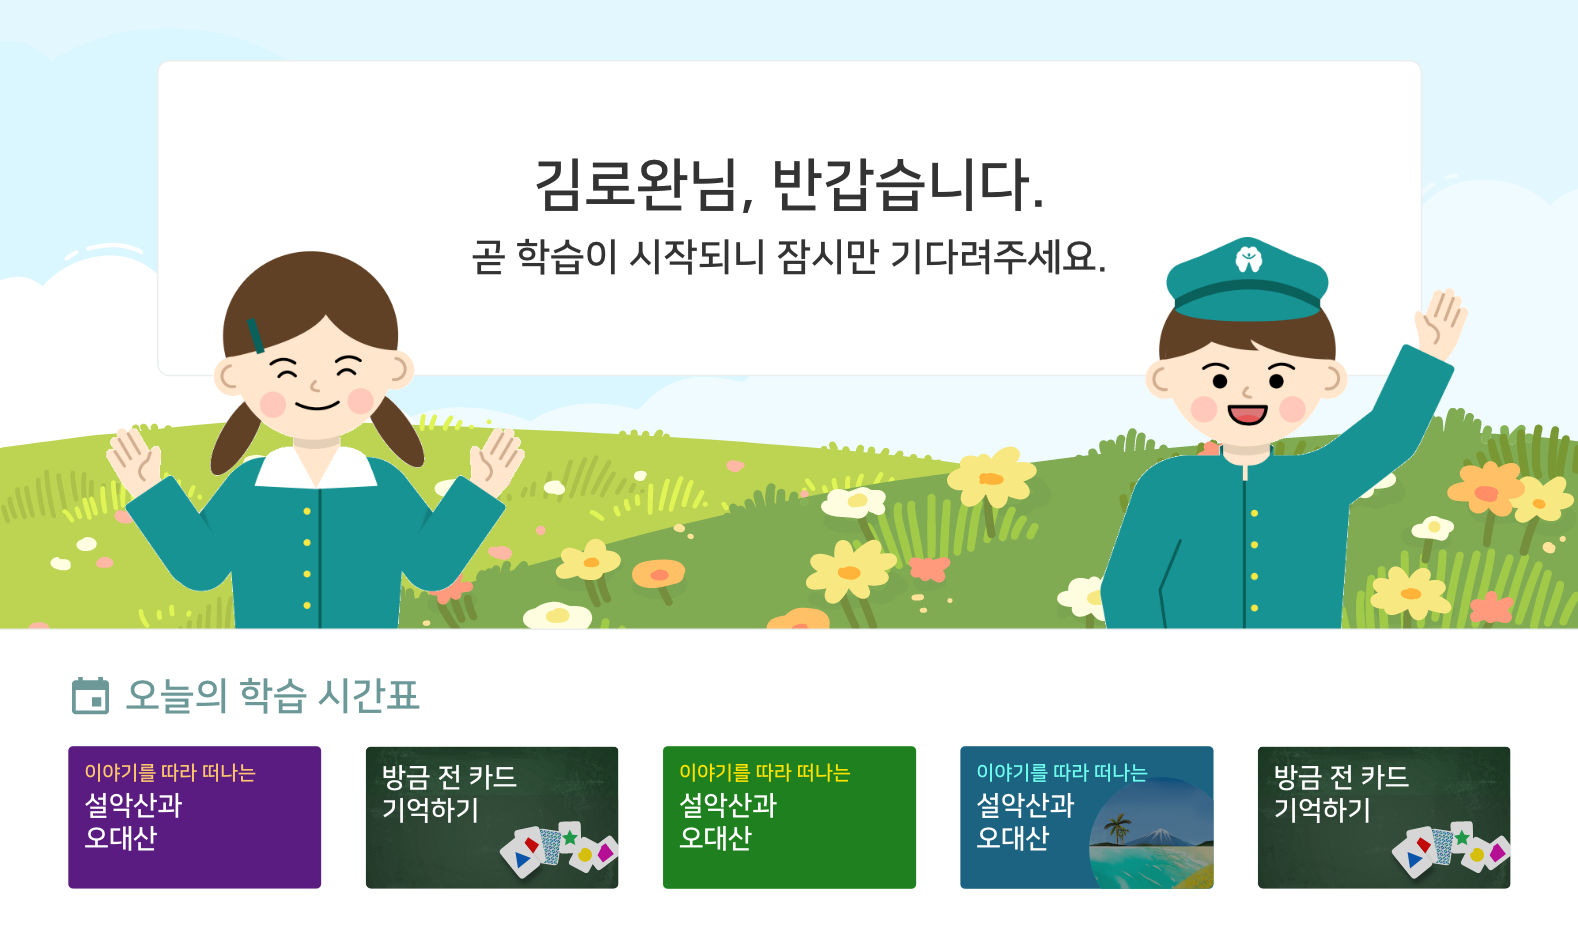 김로완님, 반갑습니다.
곧 학습이 시작되니 잠시만 기다려주세요.
오늘의 학습 시간표
이야기를 따라 떠나는
설악산과
오대산
방금 전 카드
기억하기
이야기를 따라 떠나는
설악산과
오대산
이야기를 따라 떠나는
설악산과
오대산
방금 전 카드
기억하기